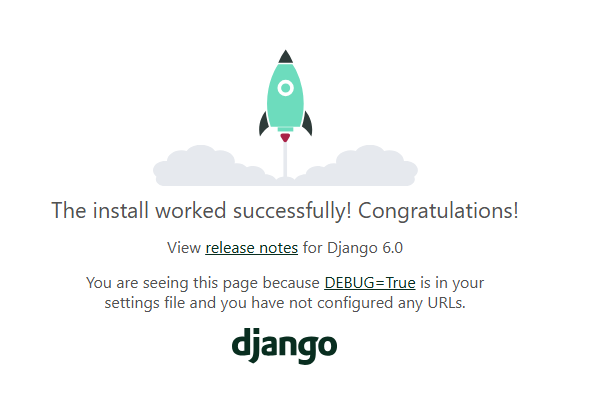 The install worked successfully! Congratulations!
View release notes for Django 6.0
You are seeing this page because DEBUG=True is in your
settings file and you have not configured any URLs.
django